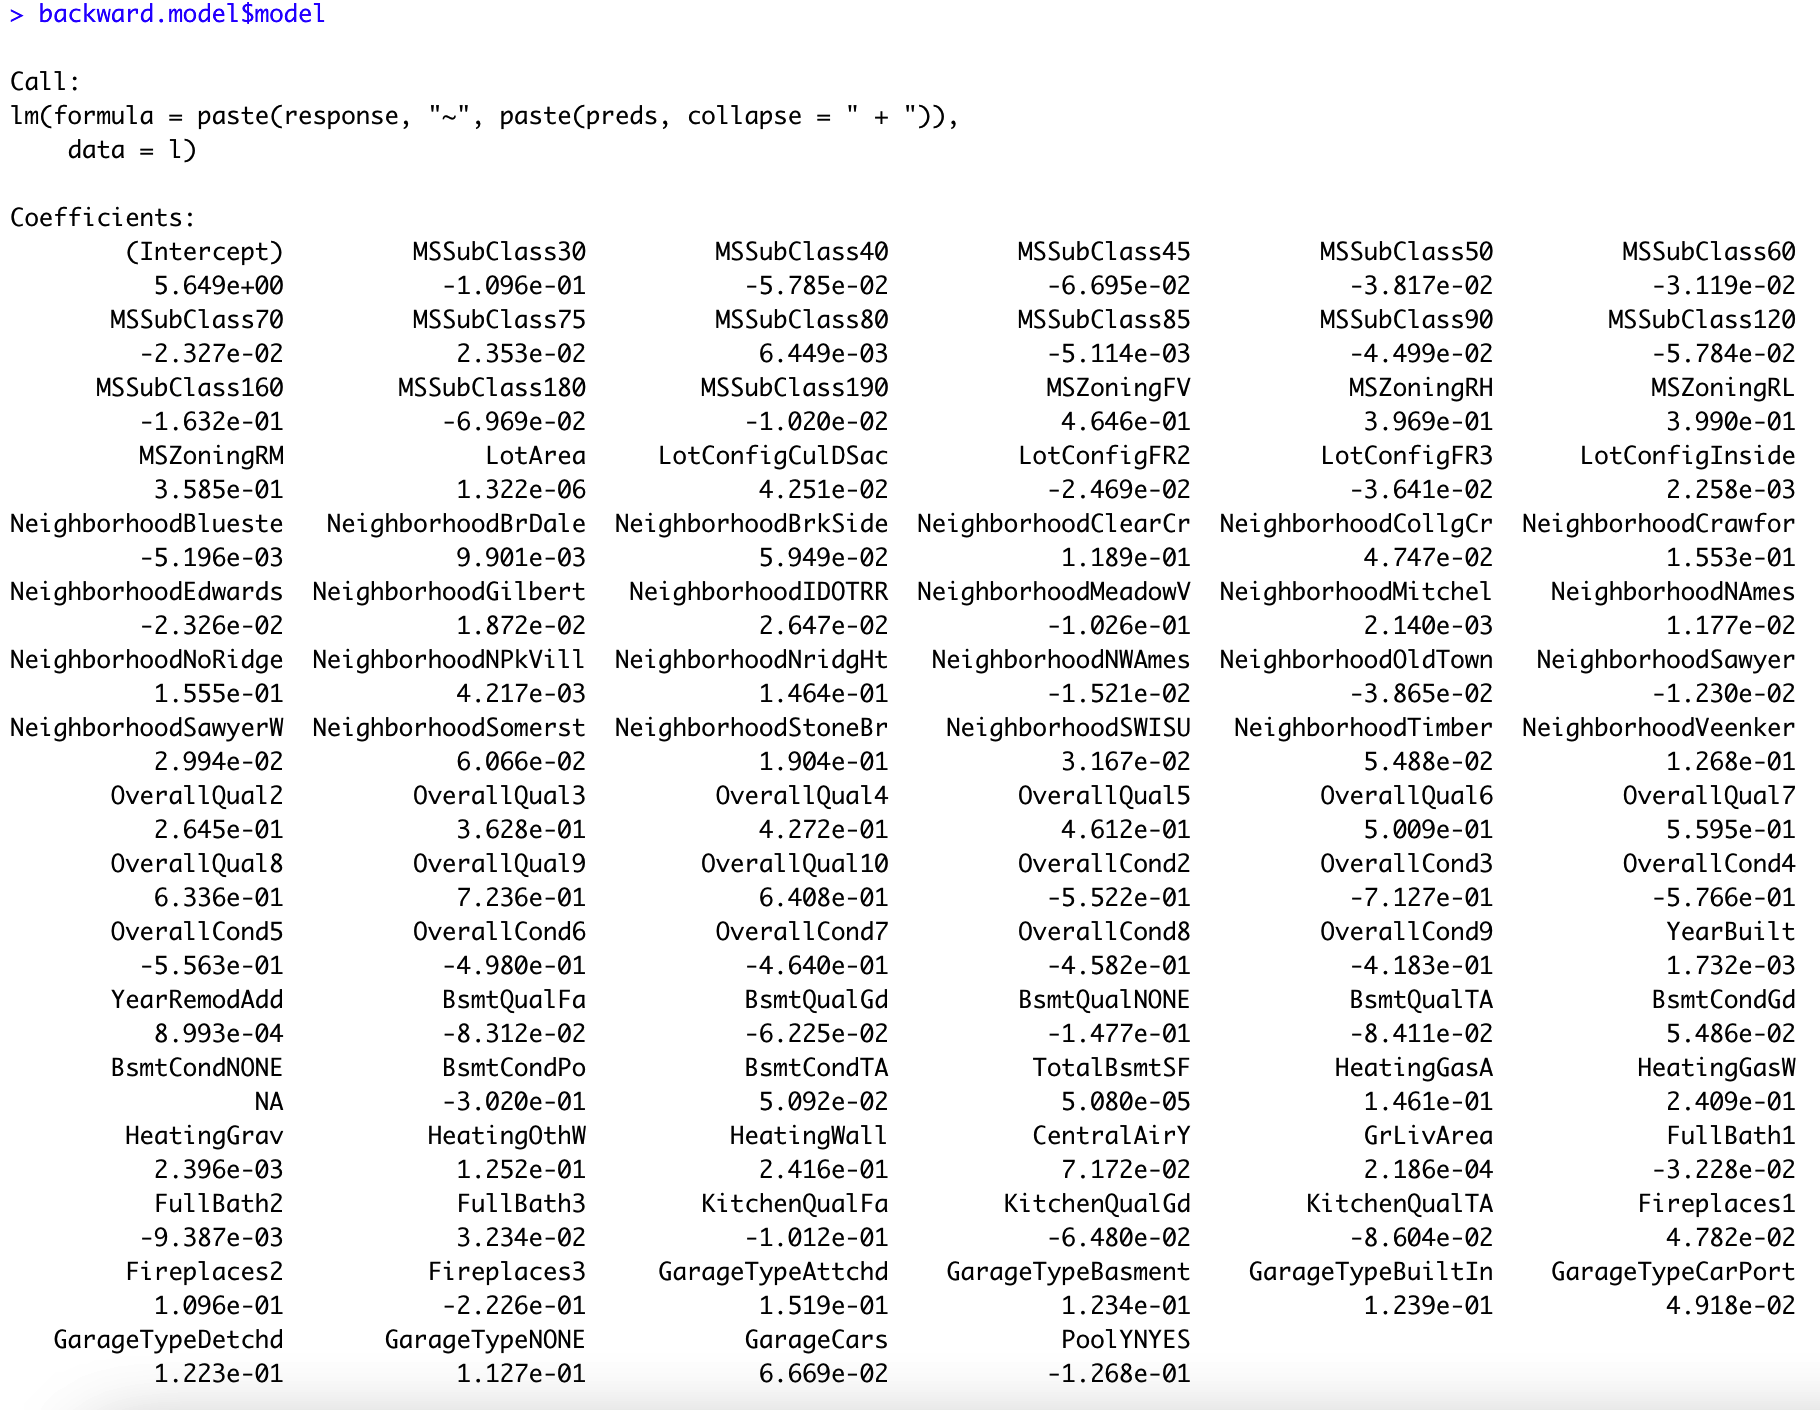 > backward.model$model
Call:
lm(formula = paste(response, "~", paste(preds, collapse = " + ")),
    data = l)
Coefficients:
(Intercept) MSSubClass30 MSSubClass40 MSSubClass45 MSSubClass50 MSSubClass60
5.649e+00 -1.096e-01 -5.785e-02 -6.695e-02 -3.817e-02 -3.119e-02
MSSubClass70 MSSubClass75 MSSubClass80 MSSubClass85 MSSubClass90 MSSubClass120
-2.327e-02 2.353e-02 6.449e-03 -5.114e-03 -4.499e-02 -5.784e-02
MSSubClass160 MSSubClass180 MSSubClass190 MSZoningFV MSZoningRH MSZoningRL
-1.632e-01 -6.969e-02 -1.020e-02 4.646e-01 3.969e-01 3.990e-01
MSZoningRM LotArea LotConfigCulDSac LotConfigFR2 LotConfigFR3 LotConfigInside
3.585e-01 1.322e-06 4.251e-02 -2.469e-02 -3.641e-02 2.258e-03
NeighborhoodBlueste NeighborhoodBrDale NeighborhoodBrkSide NeighborhoodClearCr NeighborhoodCollgCr NeighborhoodCrawfor
-5.196e-03 9.901e-03 5.949e-02 1.189e-01 4.747e-02 1.553e-01
NeighborhoodEdwards NeighborhoodGilbert NeighborhoodIDOTRR NeighborhoodMeadowV NeighborhoodMitchel NeighborhoodNAmes
-2.326e-02 1.872e-02 2.647e-02 -1.026e-01 2.140e-03 1.177e-02
NeighborhoodNoRidge NeighborhoodNPkVill NeighborhoodNridgHt NeighborhoodNWAmes NeighborhoodOldTown NeighborhoodSawyer
1.555e-01 4.217e-03 1.464e-01 -1.521e-02 -3.865e-02 -1.230e-02
NeighborhoodSawyerW NeighborhoodSomerst NeighborhoodStoneBr NeighborhoodSWISU NeighborhoodTimber NeighborhoodVeenker
2.994e-02 6.066e-02 1.904e-01 3.167e-02 5.488e-02 1.268e-01
OverallQual2 OverallQual3 OverallQual4 OverallQual5 OverallQual6 OverallQual7
2.645e-01 3.628e-01 4.272e-01 4.612e-01 5.009e-01 5.595e-01
OverallQual8 OverallQual9 OverallQual10 OverallCond2 OverallCond3 OverallCond4
6.336e-01 7.236e-01 6.408e-01 -5.522e-01 -7.127e-01 -5.766e-01
OverallCond5 OverallCond6 OverallCond7 OverallCond8 OverallCond9 YearBuilt
-5.563e-01 -4.980e-01 -4.640e-01 -4.582e-01 -4.183e-01 1.732e-03
YearRemodAdd BsmtQualFa BsmtQualGd BsmtQualNONE BsmtQualTA BsmtCondGd
8.993e-04 -8.312e-02 -6.225e-02 -1.477e-01 -8.411e-02 5.486e-02
BsmtCondNONE BsmtCondPo BsmtCondTA TotalBsmtSF HeatingGasA HeatingGasW
NA -3.020e-01 5.092e-02 5.080e-05 1.461e-01 2.409e-01
HeatingGrav HeatingOthW HeatingWall CentralAirY GrLivArea FullBath1
2.396e-03 1.252e-01 2.416e-01 7.172e-02 2.186e-04 -3.228e-02
FullBath2 FullBath3 KitchenQualFa KitchenQualGd KitchenQualTA Fireplaces1
-9.387e-03 3.234e-02 -1.012e-01 -6.480e-02 -8.604e-02 4.782e-02
Fireplaces2 Fireplaces3 GarageTypeAttchd GarageTypeBasment GarageTypeBuiltIn GarageTypeCarPort
1.096e-01 -2.226e-01 1.519e-01 1.234e-01 1.239e-01 4.918e-02
GarageTypeDetchd GarageTypeNONE GarageCars PoolYNYES
1.223e-01 1.127e-01 6.669e-02 -1.268e-01